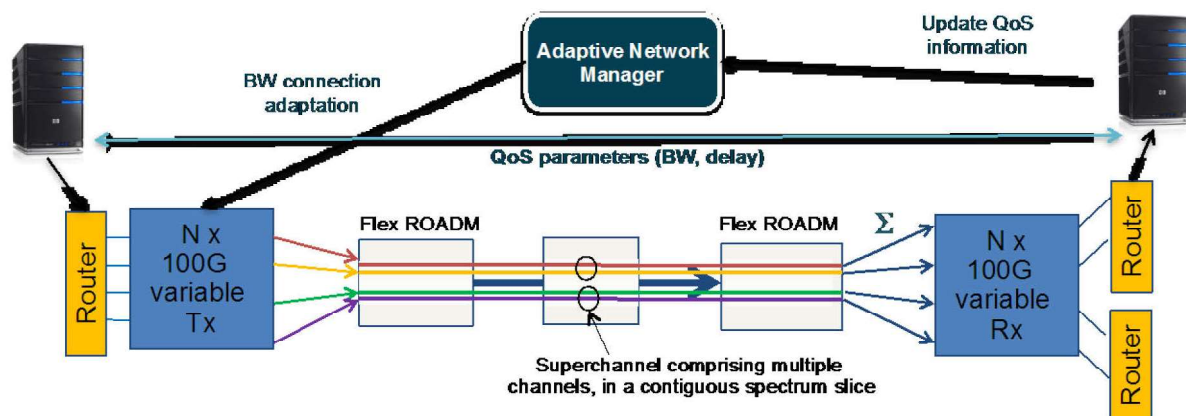 Adaptive Network
Manager
Update QoS
information
BW connection
adaptation
QoS parameters (BW, delay)
Flex ROADM
Flex ROADM
Σ
Router
N x
100G
variable
Tx
N x
100G
variable
Rx
Router
Router
Superchannel comprising multiple
channels, in a contiguous spectrum slice